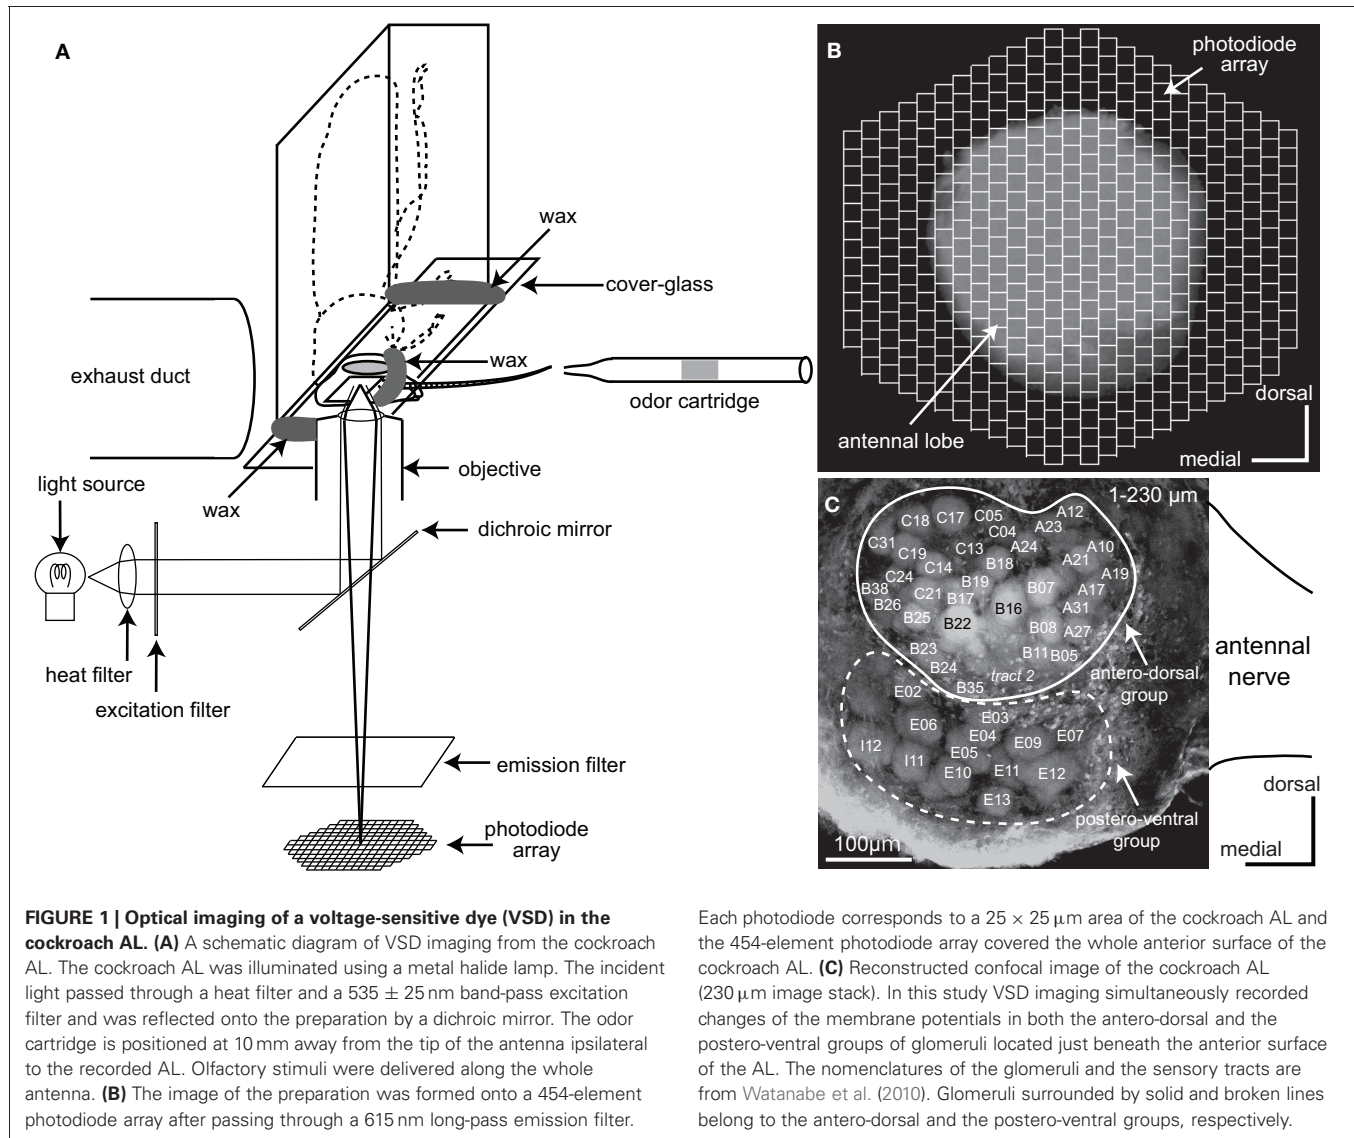 A
wax
cover-glass
wax
exhaust duct
odor cartridge
objective
light source
wax
dichroic mirror
heat filter
excitation filter
emission filter
photodiode
array
B
photodiode
array
dorsal
antennal lobe
medial
C
1-230 µm
C18
C17
C05
C04
A12
A23
C31
C19
C13
A24
A10
A21
C14
B18
C24
B19
B07
A19
B38
C21
B17
A17
B26
B16
A31
B25
B22
B08
A27
B23
B11
B05
B24
tract 2
B35
antero-dorsal
group
antennal
nerve
E02
E03
E06
E04
E07
I12
E05
E09
I11
E10
E11
E12
E13
postero-ventral
group
100µm
dorsal
medial
FIGURE 1 | Optical imaging of a voltage-sensitive dye (VSD) in the
cockroach AL. (A) A schematic diagram of VSD imaging from the cockroach
AL. The cockroach AL was illuminated using a metal halide lamp. The incident
light passed through a heat filter and a 535 ± 25 nm band-pass excitation
filter and was reflected onto the preparation by a dichroic mirror. The odor
cartridge is positioned at 10 mm away from the tip of the antenna ipsilateral
to the recorded AL. Olfactory stimuli were delivered along the whole
antenna. (B) The image of the preparation was formed onto a 454-element
photodiode array after passing through a 615 nm long-pass emission filter.
Each photodiode corresponds to a 25 × 25 µm area of the cockroach AL and
the 454-element photodiode array covered the whole anterior surface of the
cockroach AL. (C) Reconstructed confocal image of the cockroach AL
(230 µm image stack). In this study VSD imaging simultaneously recorded
changes of the membrane potentials in both the antero-dorsal and the
postero-ventral groups of glomeruli located just beneath the anterior surface
of the AL. The nomenclatures of the glomeruli and the sensory tracts are
from Watanabe et al. (2010). Glomeruli surrounded by solid and broken lines
belong to the antero-dorsal and the postero-ventral groups, respectively.